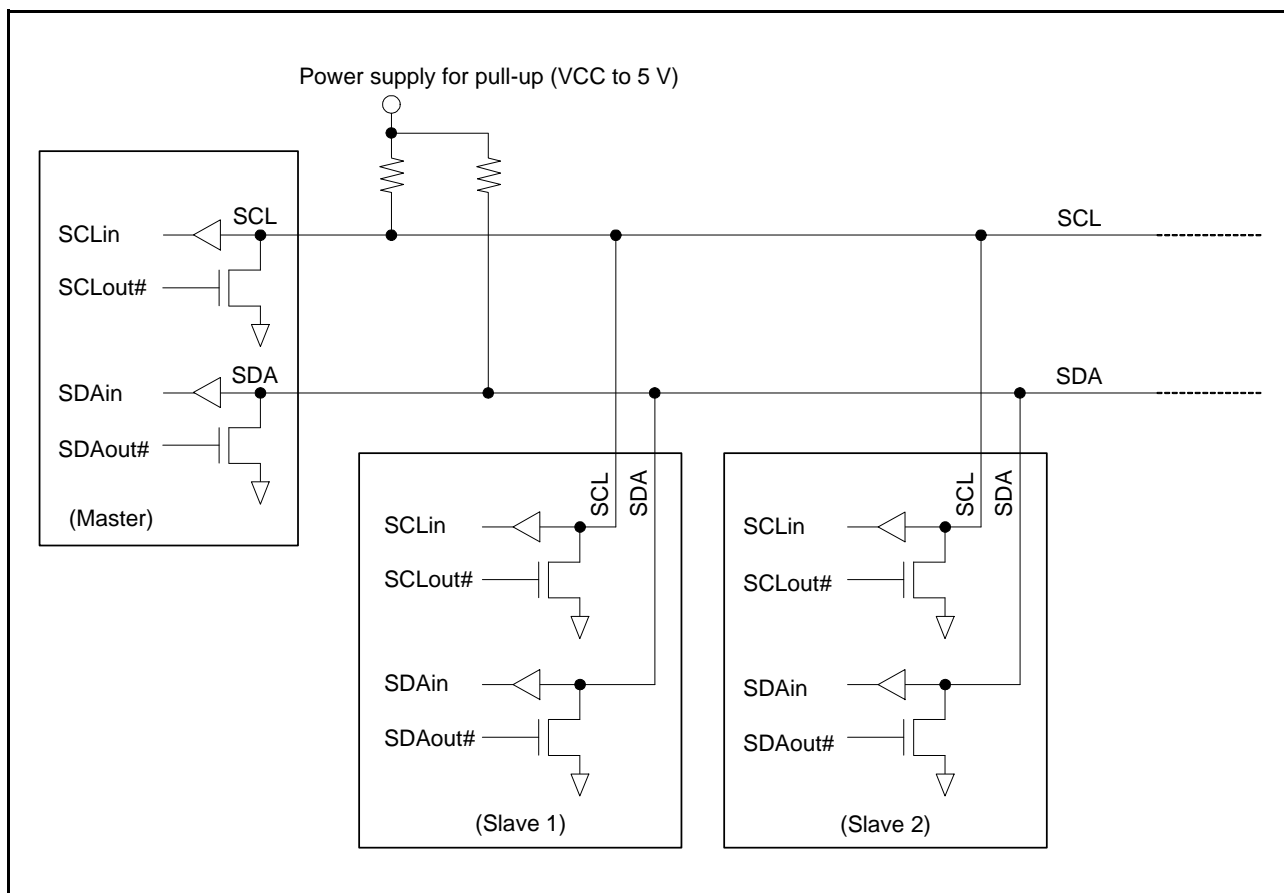 Power supply for pull-up (VCC to 5 V)
SCLin
SCL
SCLout#
SDAin
SDA
SDAout#
(Master)
SCL
SDA
SCL
SDA
SCLin
SCLout#
SDAin
SDAout#
(Slave 1)
SCL
SDA
SCLin
SCLout#
SDAin
SDAout#
(Slave 2)